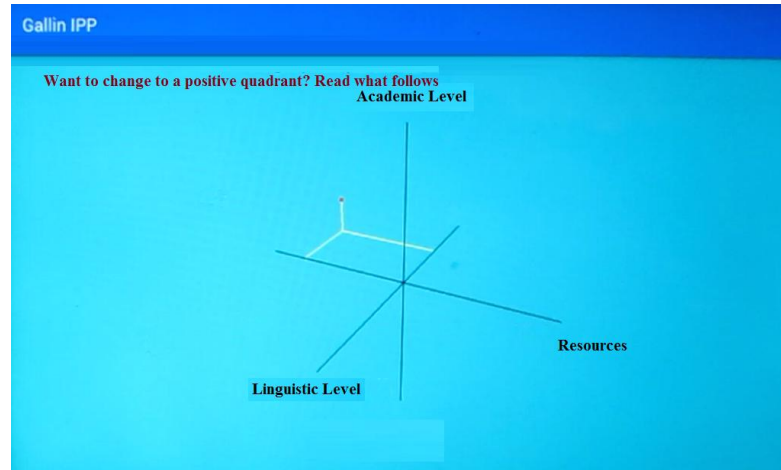 Gallin IPP
Want to change to a positive quadrant? Read what follows
Academic Level
Resources
Linguistic Level